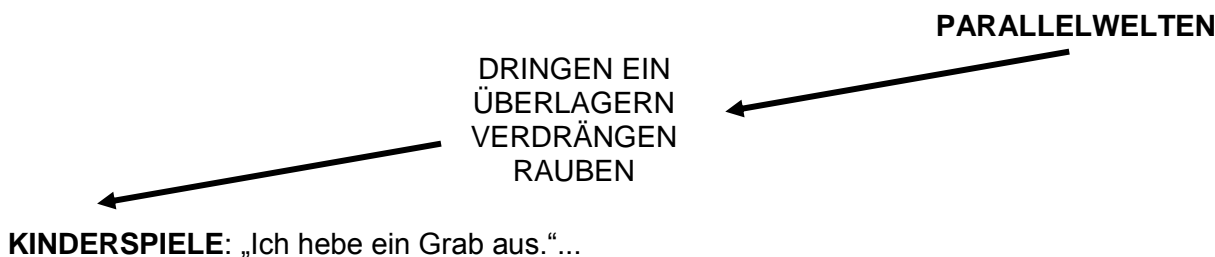 PARALLELWELTEN
DRINGEN EIN
ÜBERLAGERN
VERDRÄNGEN
RAUBEN
KINDERSPIELE: „Ich hebe ein Grab aus.“...